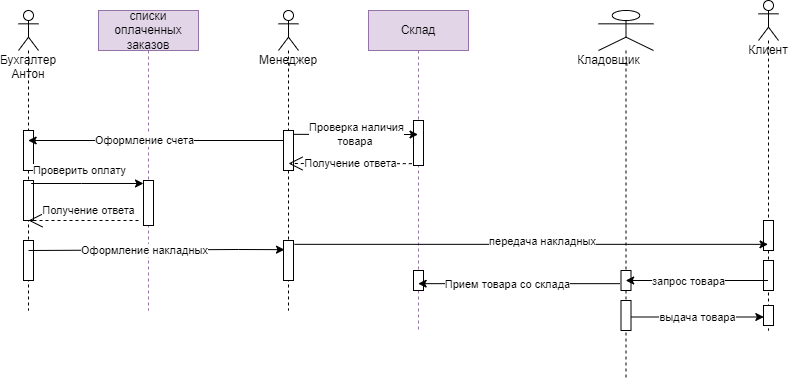 списки
оплаченных
заказов
Склад
Бухгалтер
Антон
Менеджер
Кладовщик
Клиент
Оформление счета
Проверка наличия
товара
Получение ответа
Проверить оплату
Получение ответа
Оформление накладных
передача накладных
Прием товара со склада
запрос товара
выдача товара